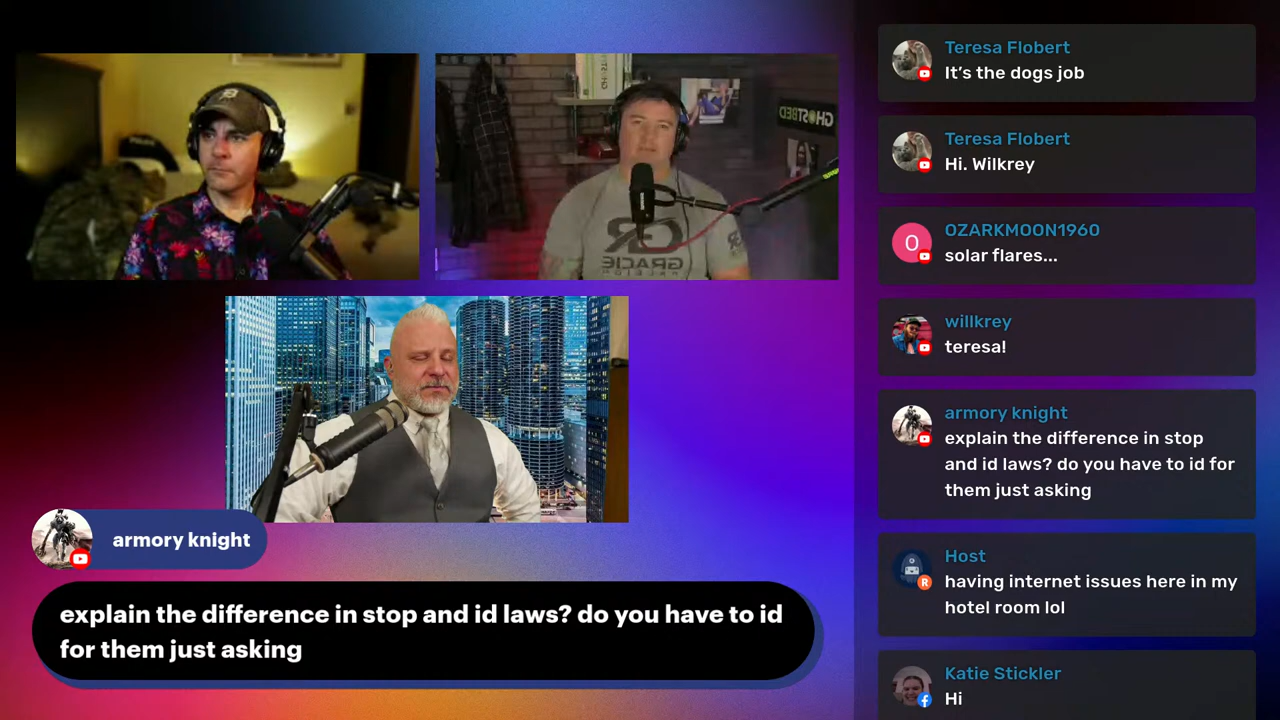 GHOSTBED
GR
GRACIE
RALEIGH
armory knight
explain the difference in stop and id laws? do you have to id
for them just asking
Teresa Flobert
It’s the dogs job
Teresa Flobert
Hi. Wilkrey
O
OZARKMOON1960
solar flares...
willkrey
teresa!
armory knight
explain the difference in stop
and id laws? do you have to id for
them just asking
Host
R
having internet issues here in my
hotel room lol
Katie Stickler
Hi